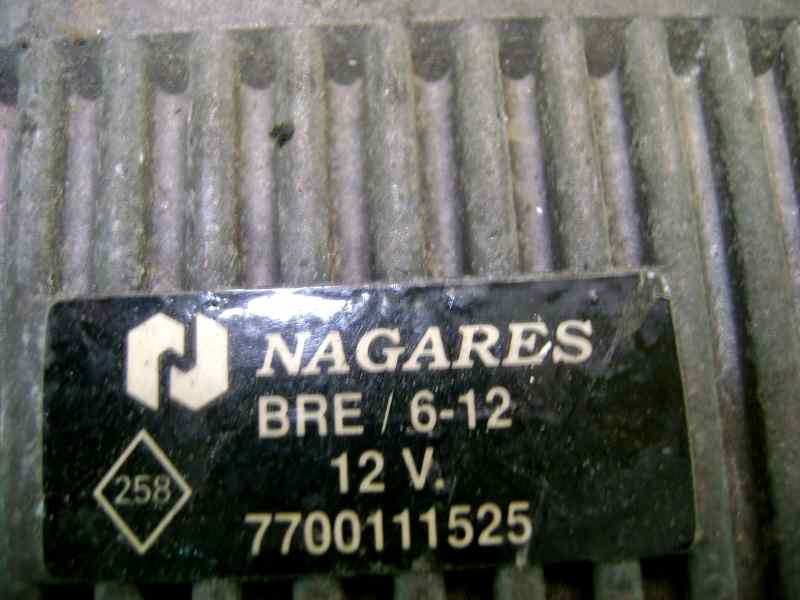 NAGARES
BRE / 6-12
12 V.
258
7700111525